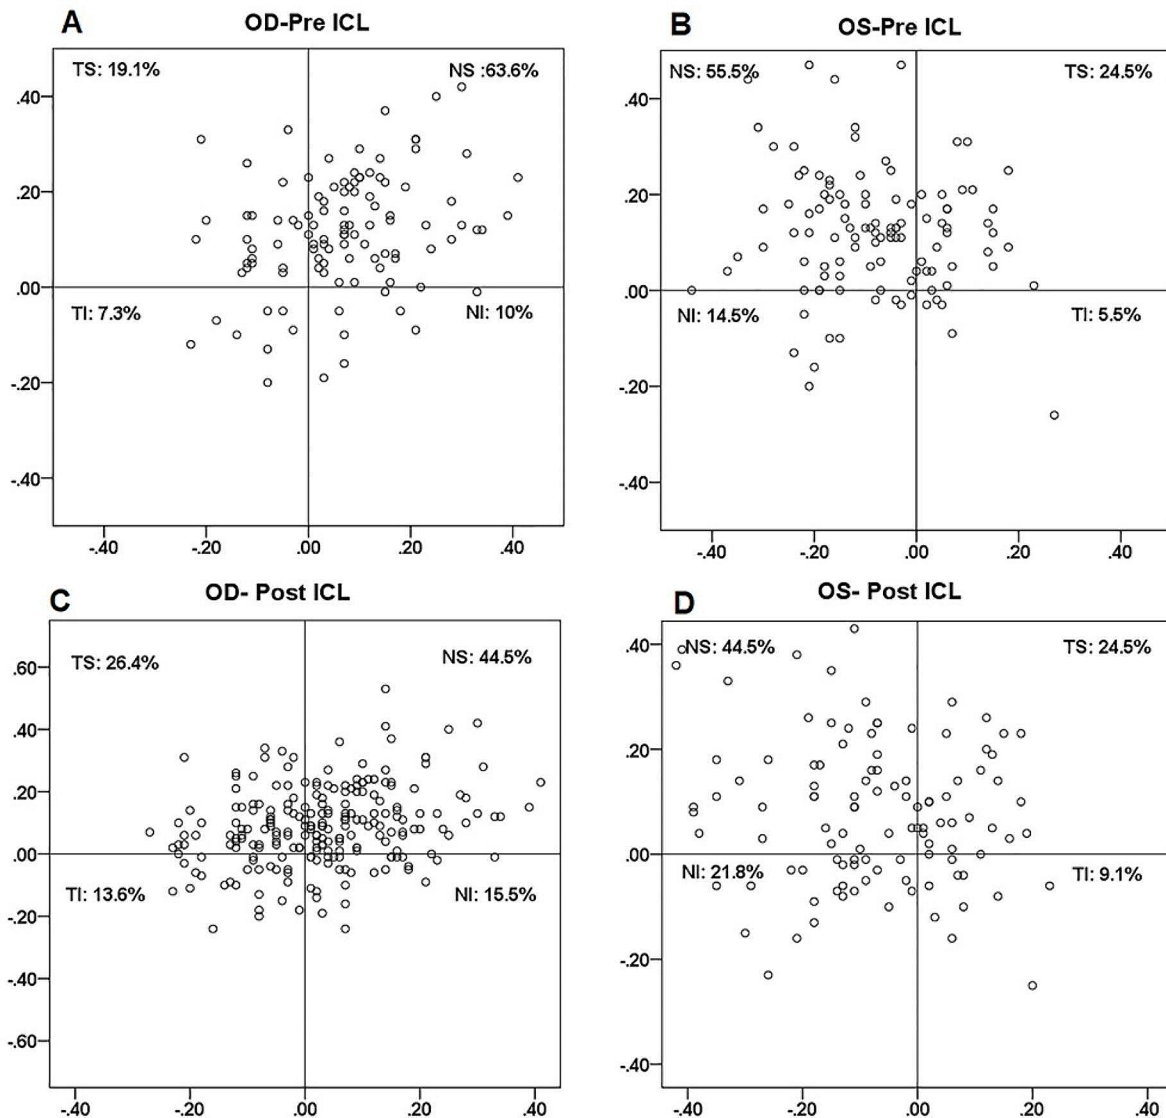 A
OD-Pre ICL
TS: 19.1%
NS :63.6%
.40
.20
.00
TI: 7.3%
NI: 10%
-.20
-.40
-.40
-.20
.00
.20
.40
B
OS-Pre ICL
NS: 55.5%
TS: 24.5%
.40
.20
.00
NI: 14.5%
TI: 5.5%
-.20
-.40
-.40
-.20
.00
.20
.40
C
OD- Post ICL
TS: 26.4%
NS: 44.5%
.60
.40
.20
.00
TI: 13.6%
NI: 15.5%
-.20
-.40
-.60
-.40
-.20
.00
.20
.40
D
OS- Post ICL
NS: 44.5%
TS: 24.5%
.40
.20
.00
NI: 21.8%
TI: 9.1%
-.20
-.40
-.40
-.20
.00
.20
.40